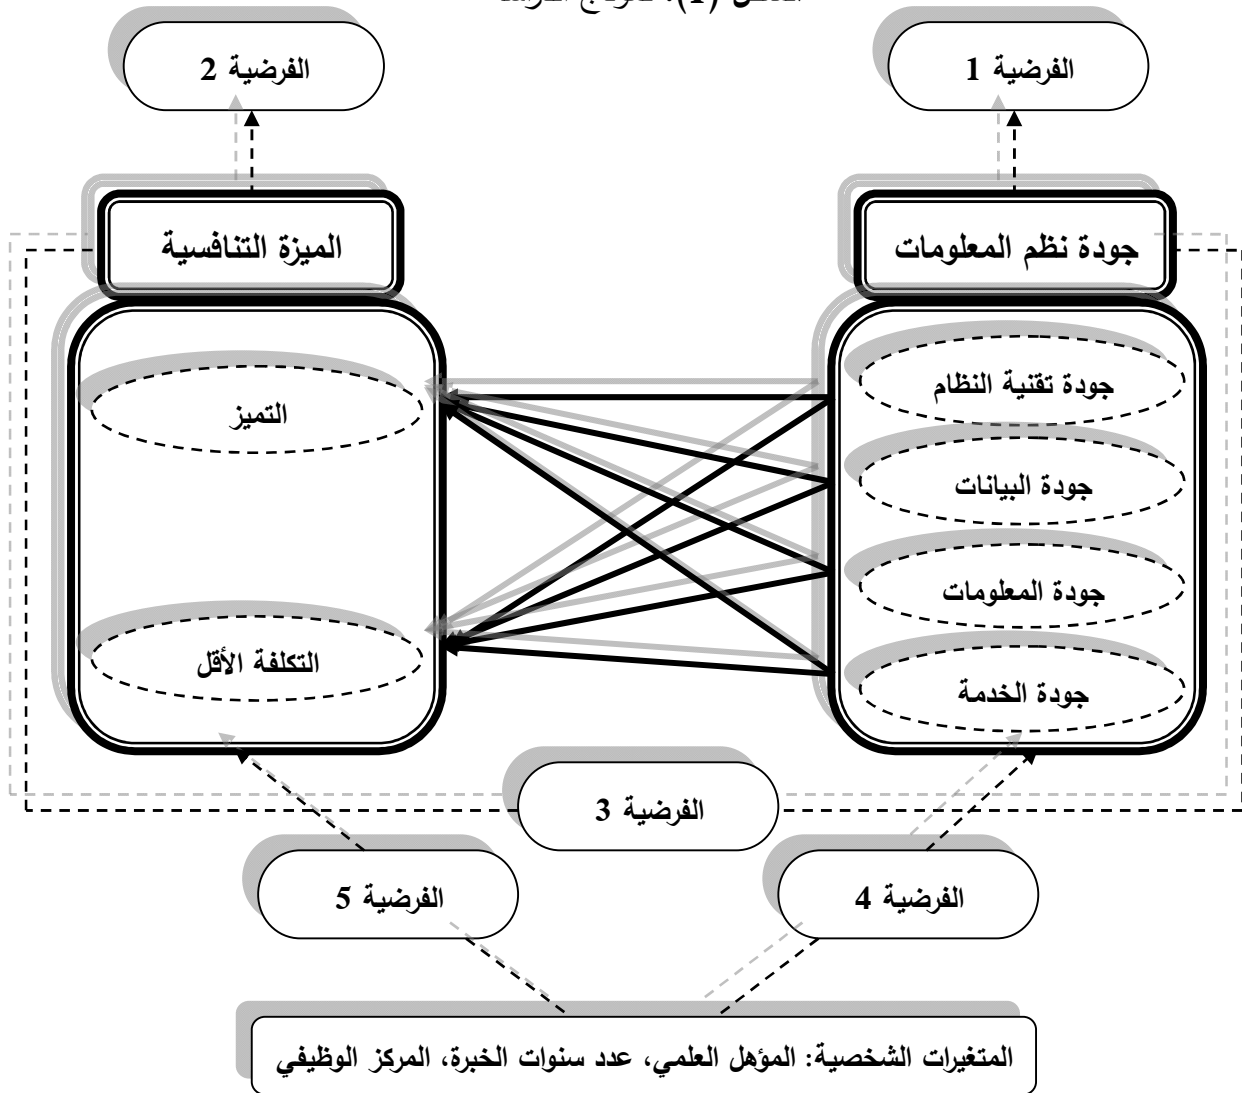 الفرضية 1
الفرضية 2
جودة نظم المعلومات
الميزة التنافسية
جودة تقنية النظام
التميز
جودة البيانات
جودة المعلومات
التكلفة الأقل
جودة الخدمة
الفرضية 3
الفرضية 4
الفرضية 5
المتغيرات الشخصية: المؤهل العلمي، عدد سنوات الخبرة، المركز الوظيفي